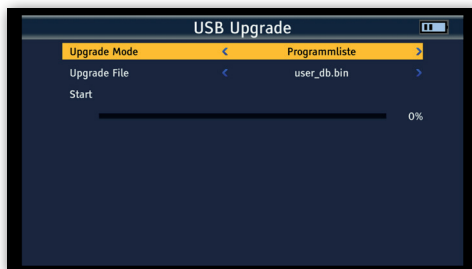 USB Upgrade
Upgrade Mode < Programmliste >
Upgrade File < user_db.bin >
Start
0%